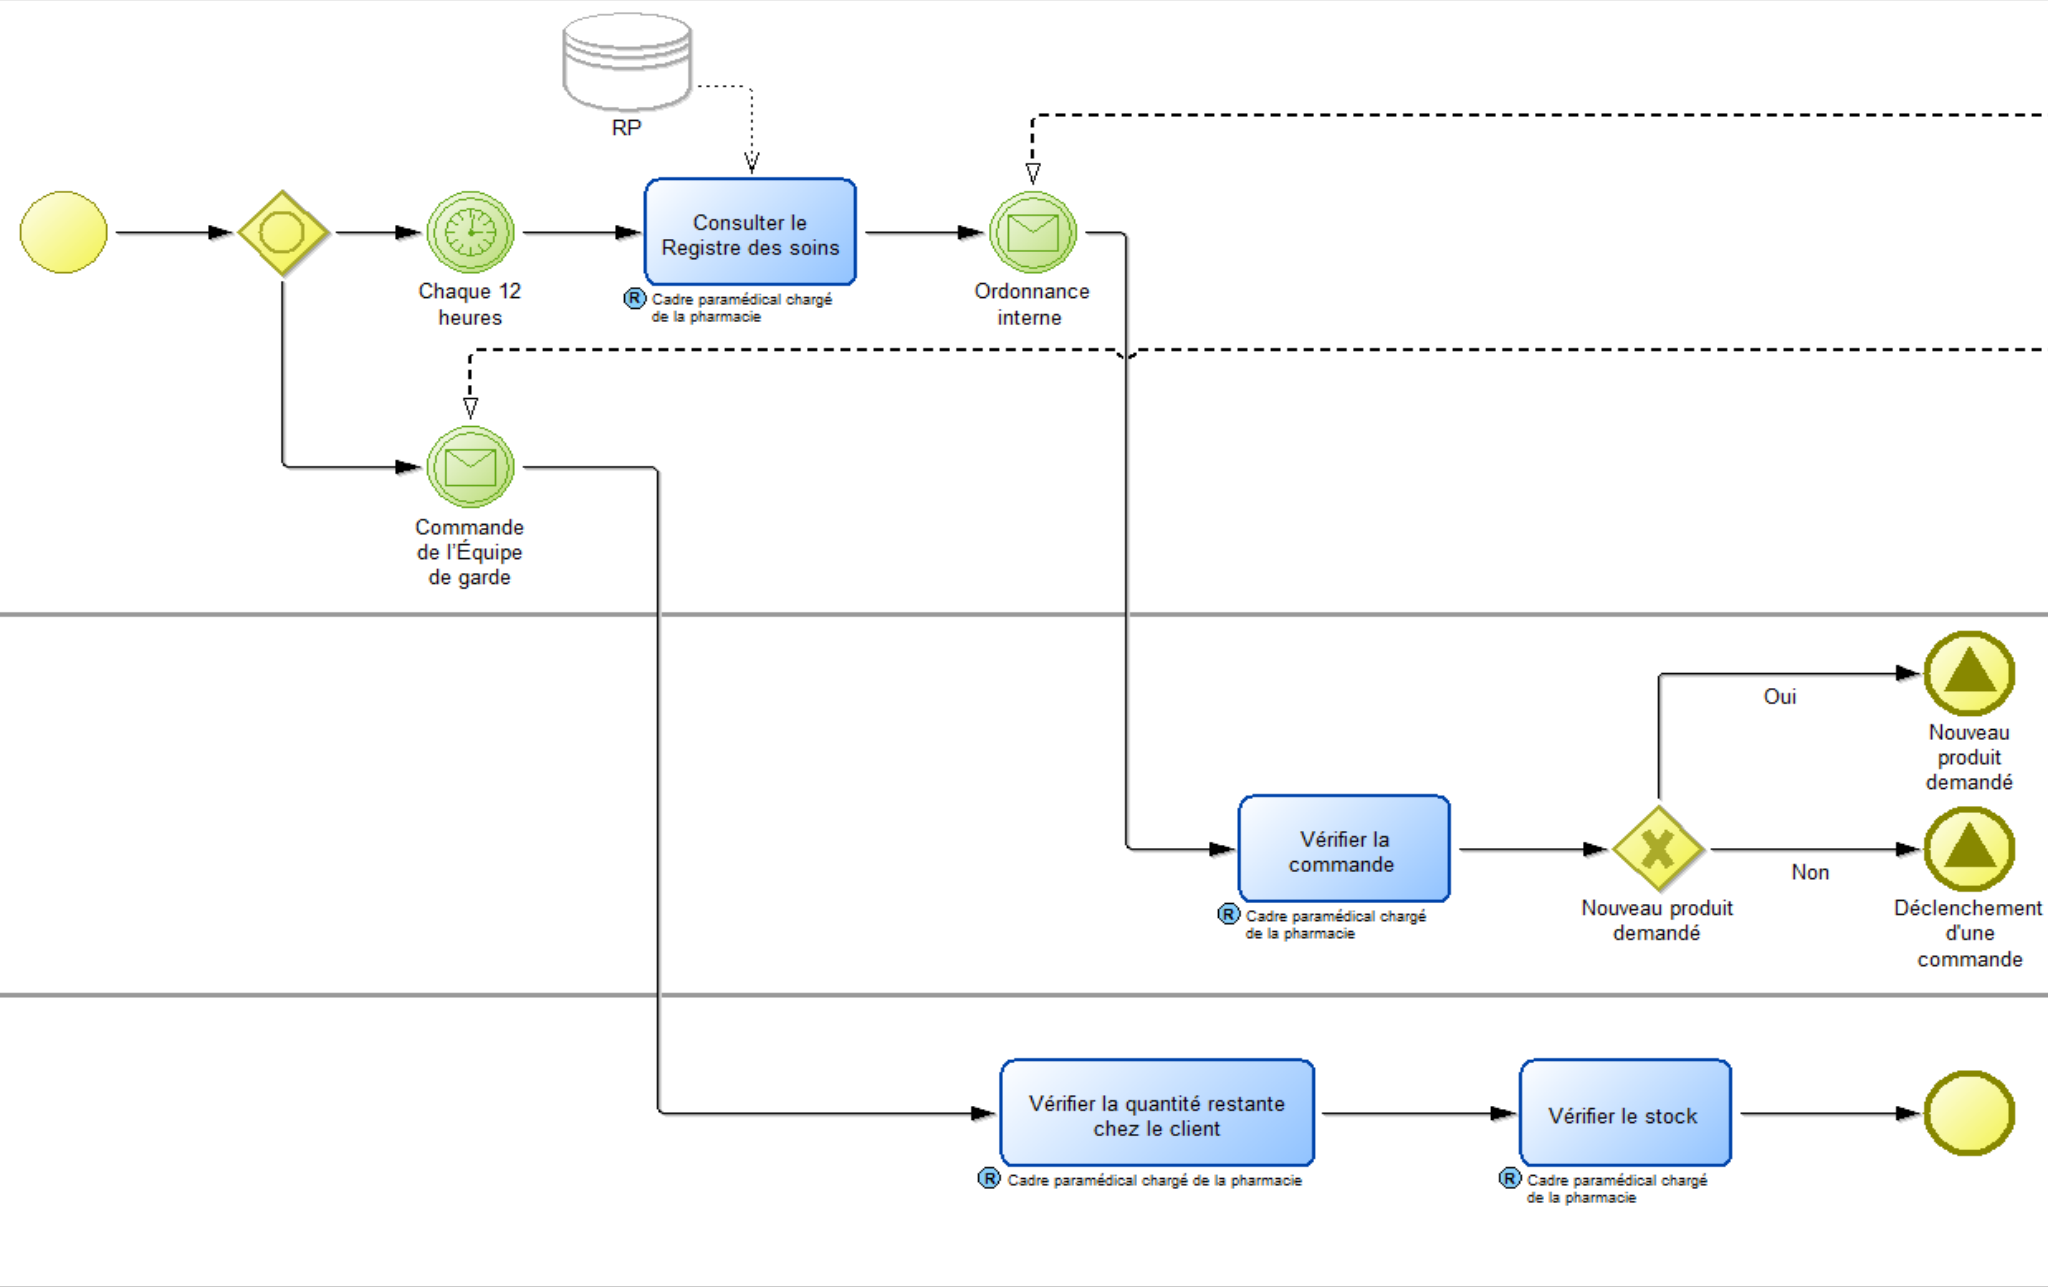 RP
Consulter le
Registre des soins
R Cadre paramédical chargé
de la pharmacie
Chaque 12
heures
Ordonnance
interne
Commande
de l'Équipe
de garde
Oui
Nouveau
produit
demandé
Vérifier la
commande
R Cadre paramédical chargé
de la pharmacie
Nouveau produit
demandé
Non
Déclenchement
d'une
commande
Vérifier la quantité restante
chez le client
R Cadre paramédical chargé de la pharmacie
Vérifier le stock
R Cadre paramédical chargé
de la pharmacie